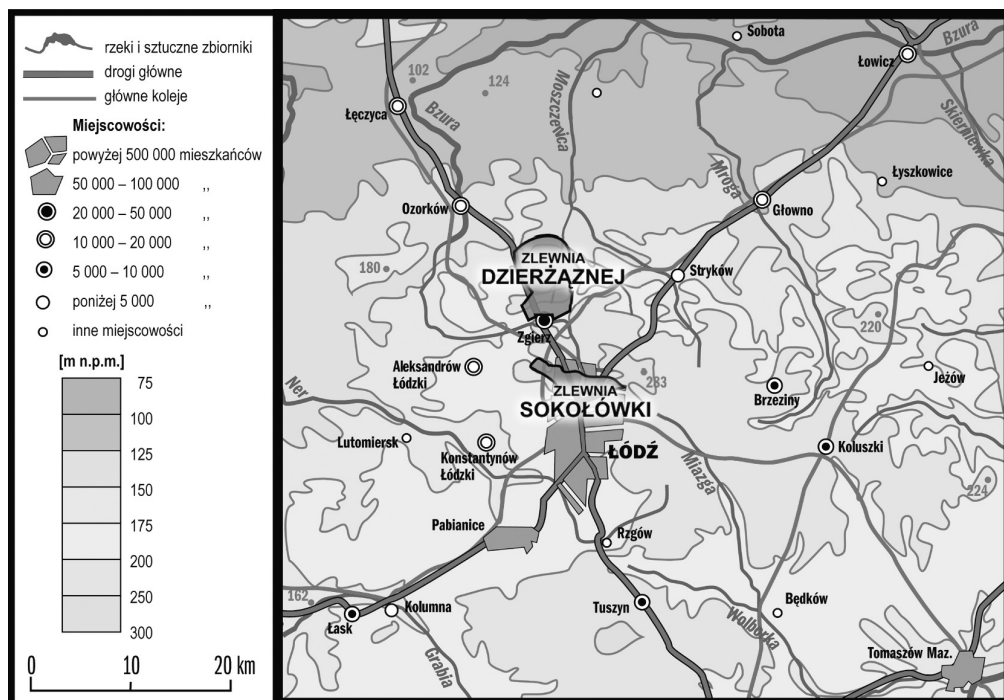 rzeki i sztuczne zbiorniki
drogi główne
główne koleje
Miejscowości:
powyżej 500 000 mieszkańców
50 000 – 100 000 ,,
20 000 – 50 000 ,,
10 000 – 20 000 ,,
5 000 – 10 000 ,,
poniżej 5 000 ,,
inne miejscowości
[m n.p.m.]
75
100
125
150
175
200
250
300
0 10 20 km
Sobota
Bzura
Łowicz
102
124
Moszczenica
Łęczyca
Bzura
Skierniewka
Mroga
Łyszkowice
Ozorków
Głowno
ZLEWNIA
DZIERŻĄZNEJ
180
Stryków
220
Zgierz
Aleksandrów
Łódzki
283
Jeżów
Ner
ZLEWNIA
SOKOŁÓWKI
Brzeziny
Lutomiersk
Konstantynów
Łódzki
ŁÓDŹ
Koluszki
Miazga
224
Pabianice
Rzgów
162
Kolumna
Łask
Tuszyn
Będków
Wolborka
Grabia
Tomaszów Maz.